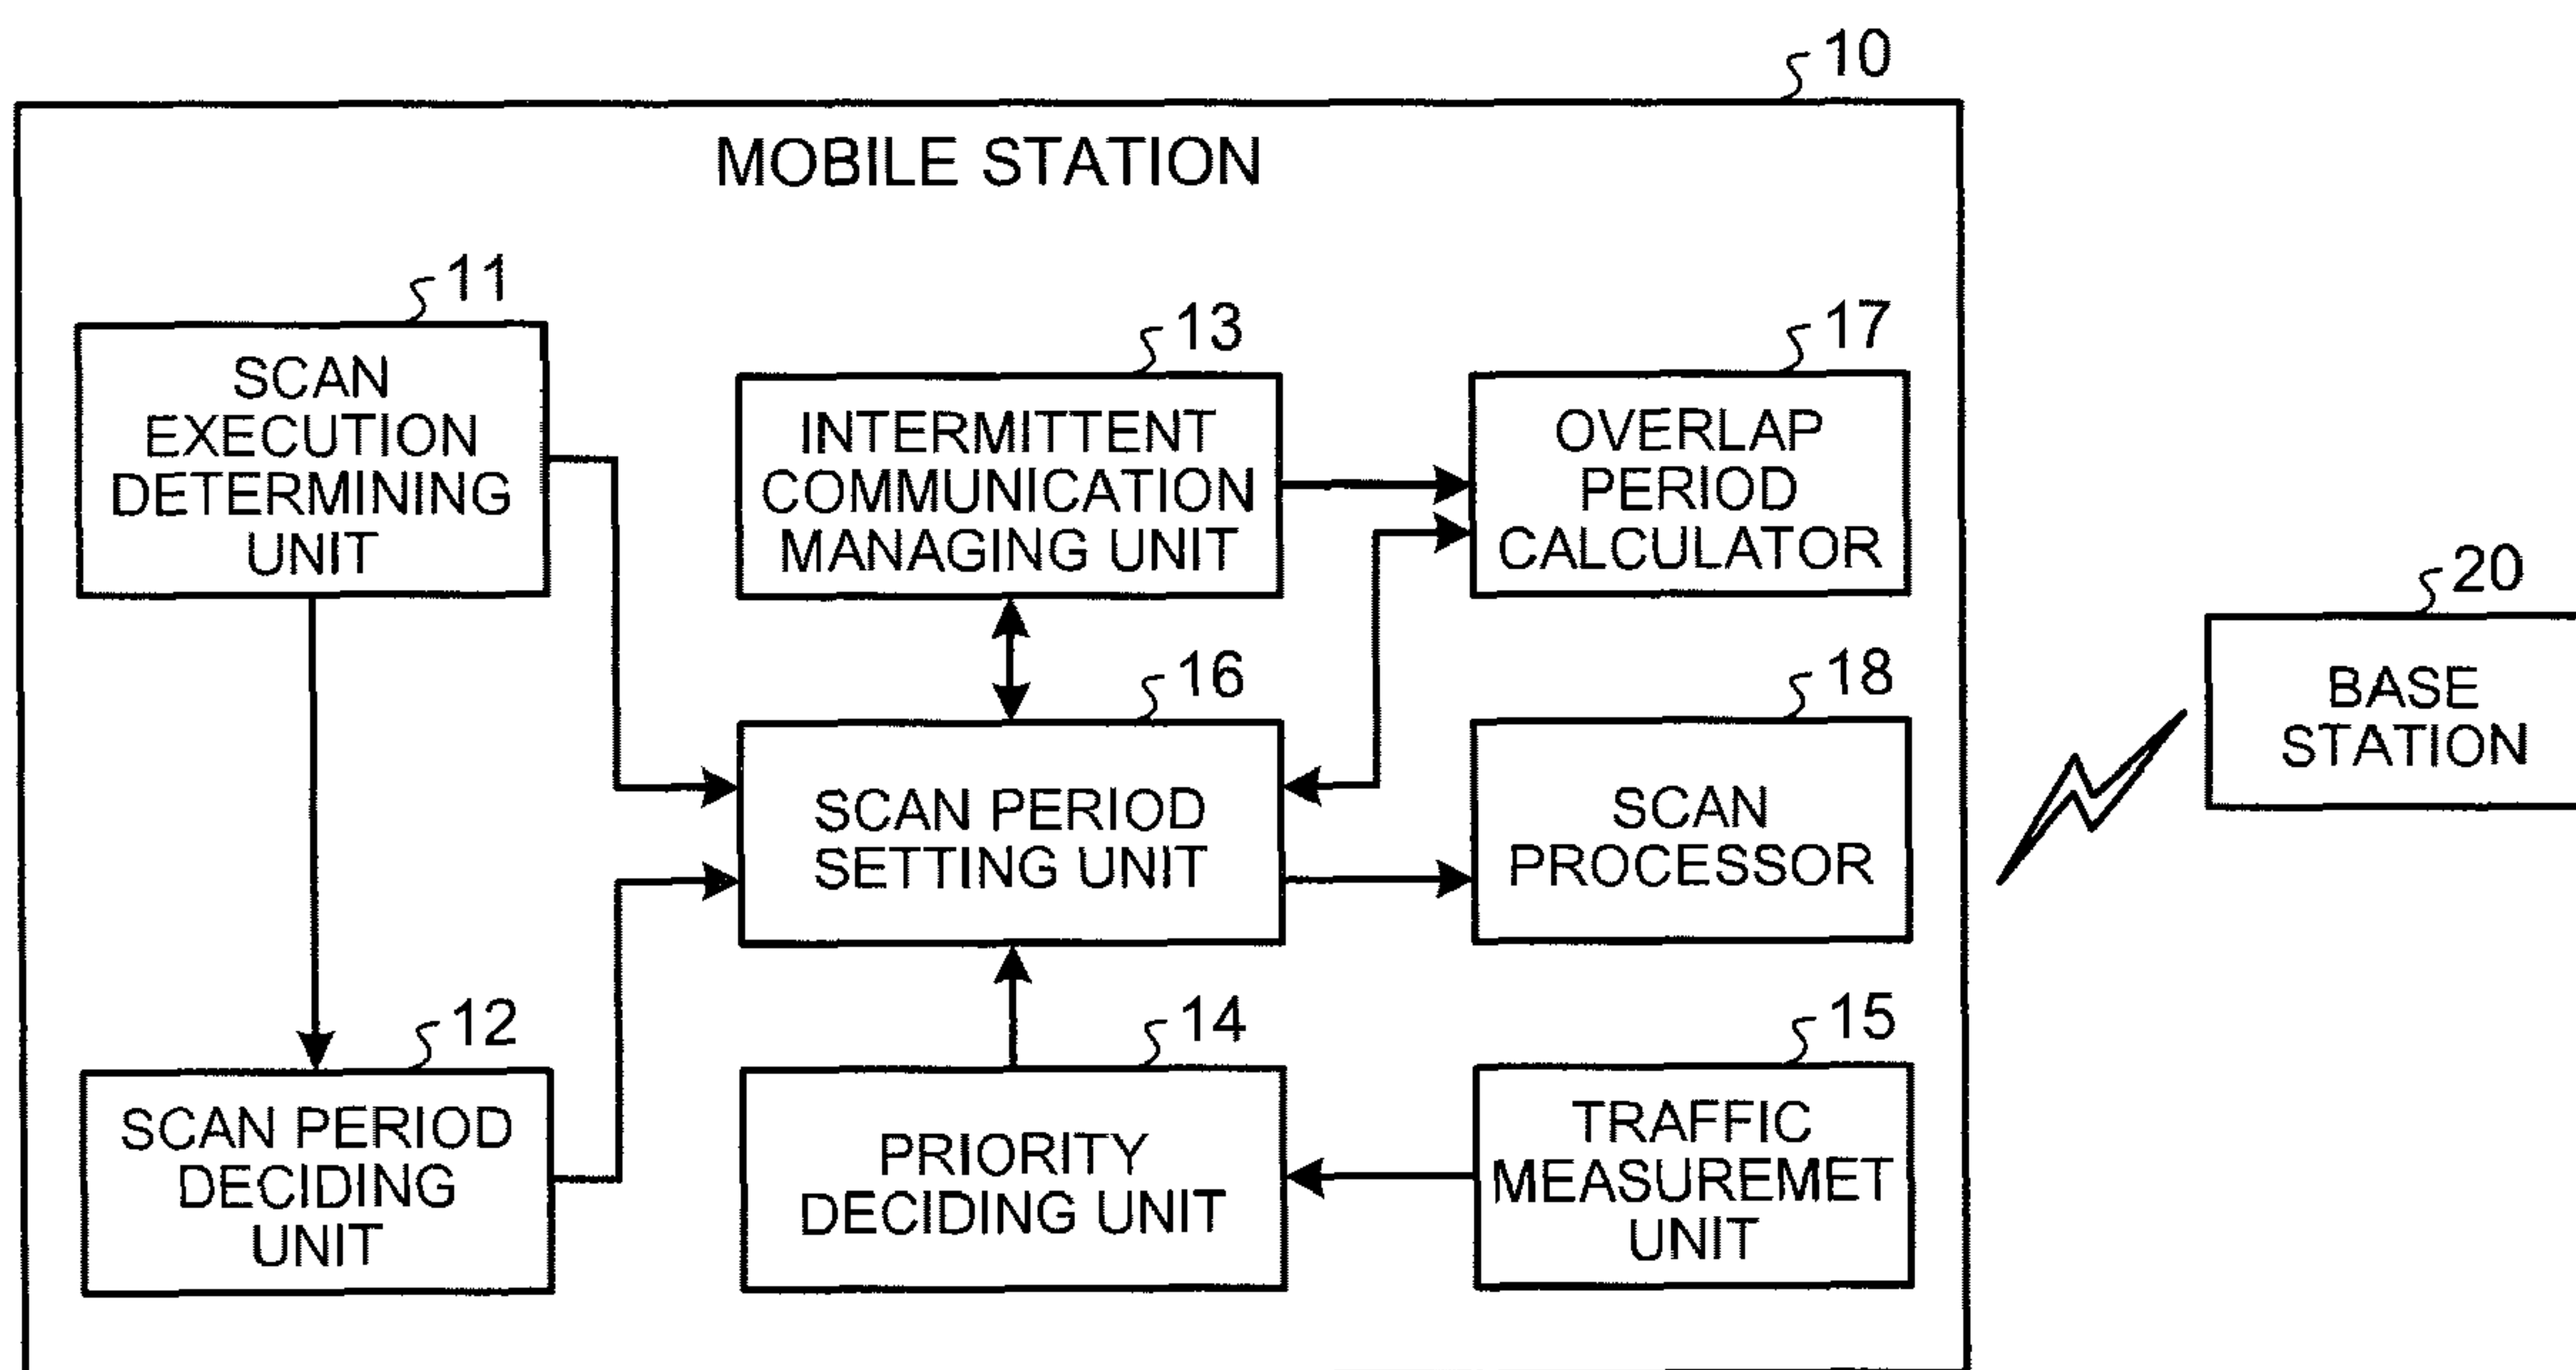 10
MOBILE STATION
11
SCAN
EXECUTION
DETERMINING
UNIT
13
INTERMITTENT
COMMUNICATION
MANAGING UNIT
17
OVERLAP
PERIOD
CALCULATOR
20
BASE
STATION
16
SCAN PERIOD
SETTING UNIT
18
SCAN
PROCESSOR
12
SCAN PERIOD
DECIDING
UNIT
14
PRIORITY
DECIDING UNIT
15
TRAFFIC
MEASUREMET
UNIT